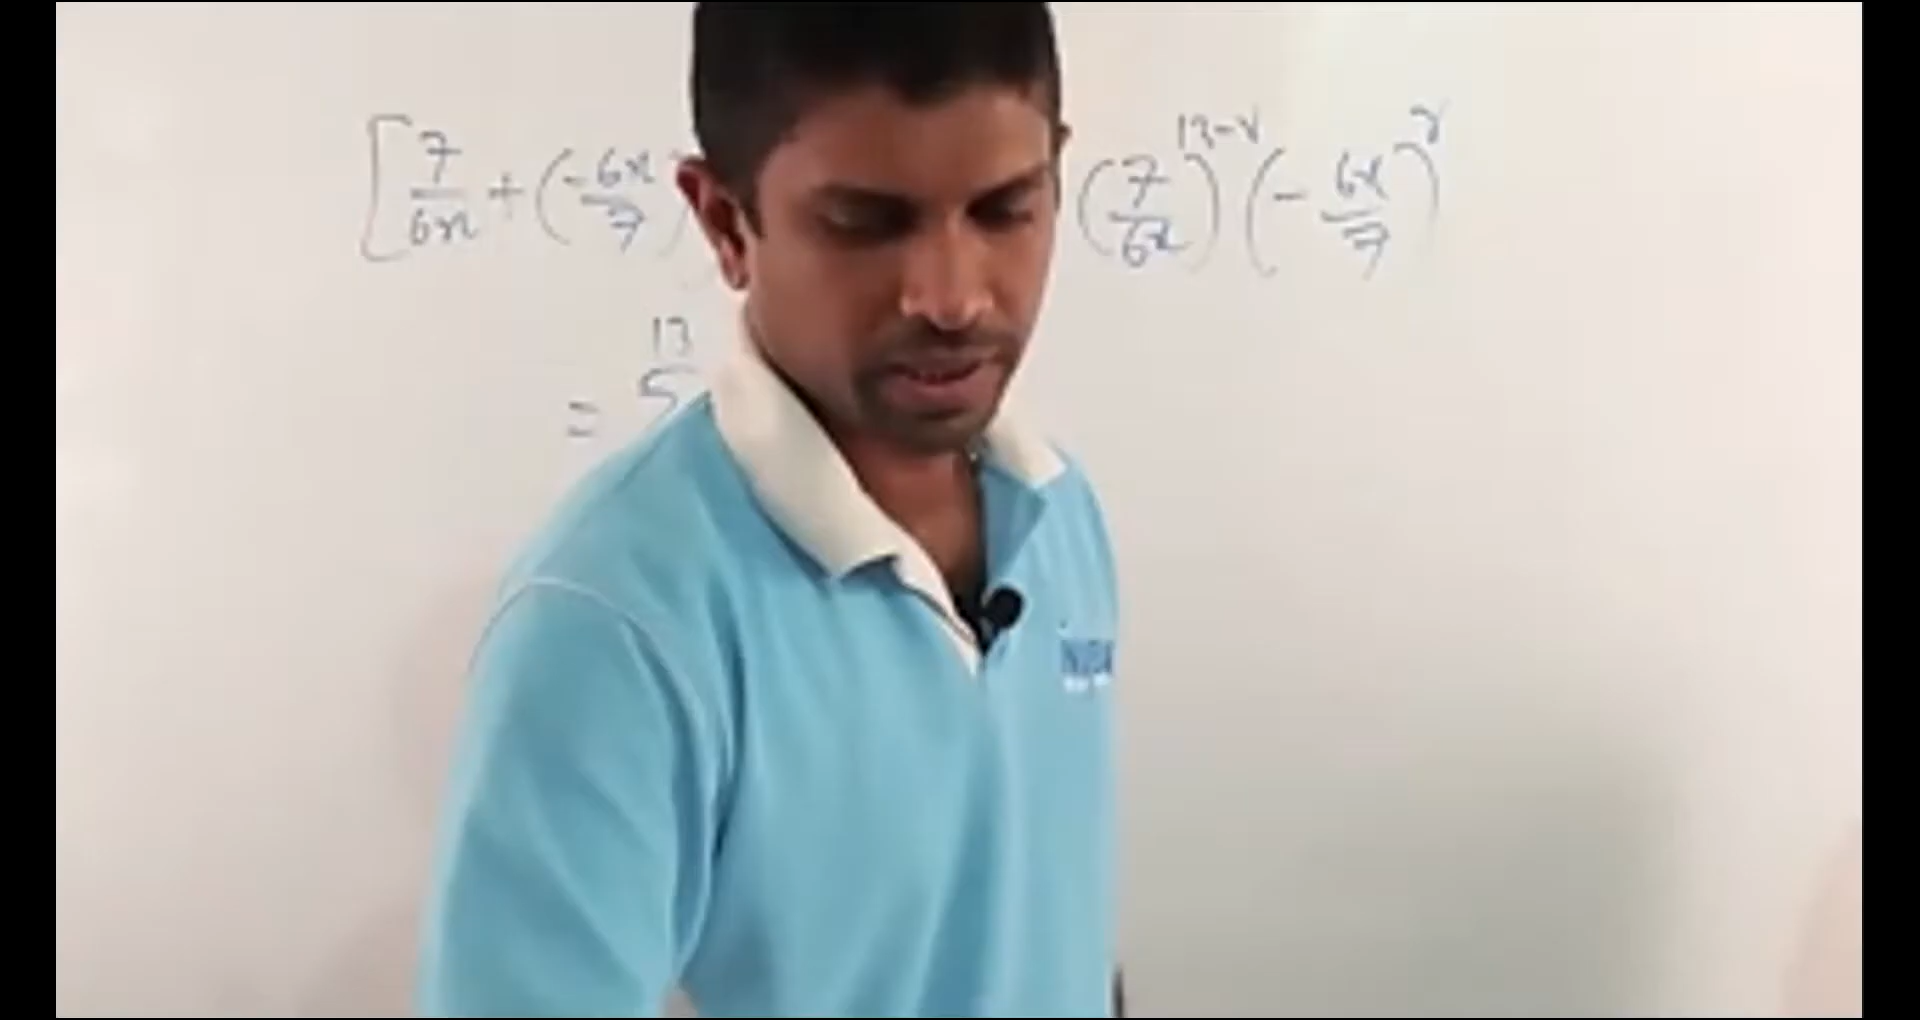 [7/6x + (-6x/7) (7/6x)^13-r (-6x/7)^r
= 13